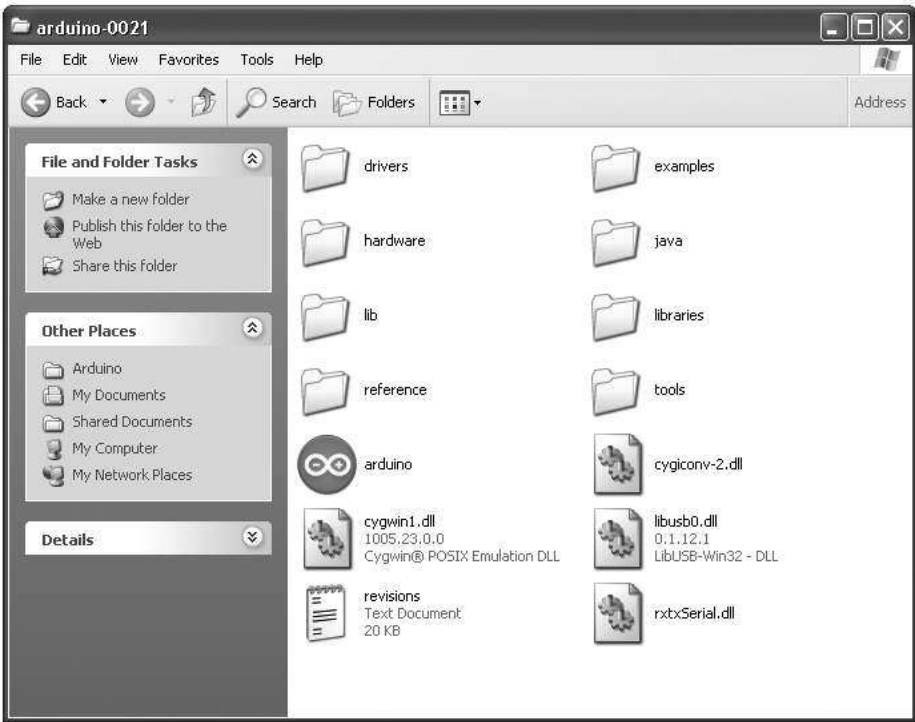 arduino-0021
File Edit View Favorites Tools Help
Back Search Folders Address
File and Folder Tasks
Make a new folder
Publish this folder to the
Web
Share this folder
Other Places
Arduino
My Documents
Shared Documents
My Computer
My Network Places
Details
drivers
examples
hardware
java
lib
libraries
reference
tools
arduino
cygiconv-2.dll
cygwin1.dll
1005.23.0.0
Cygwin® POSIX Emulation DLL
libusb0.dll
0.1.12.1
LibUSB-Win32 - DLL
revisions
Text Document
20 KB
rxtxSerial.dll